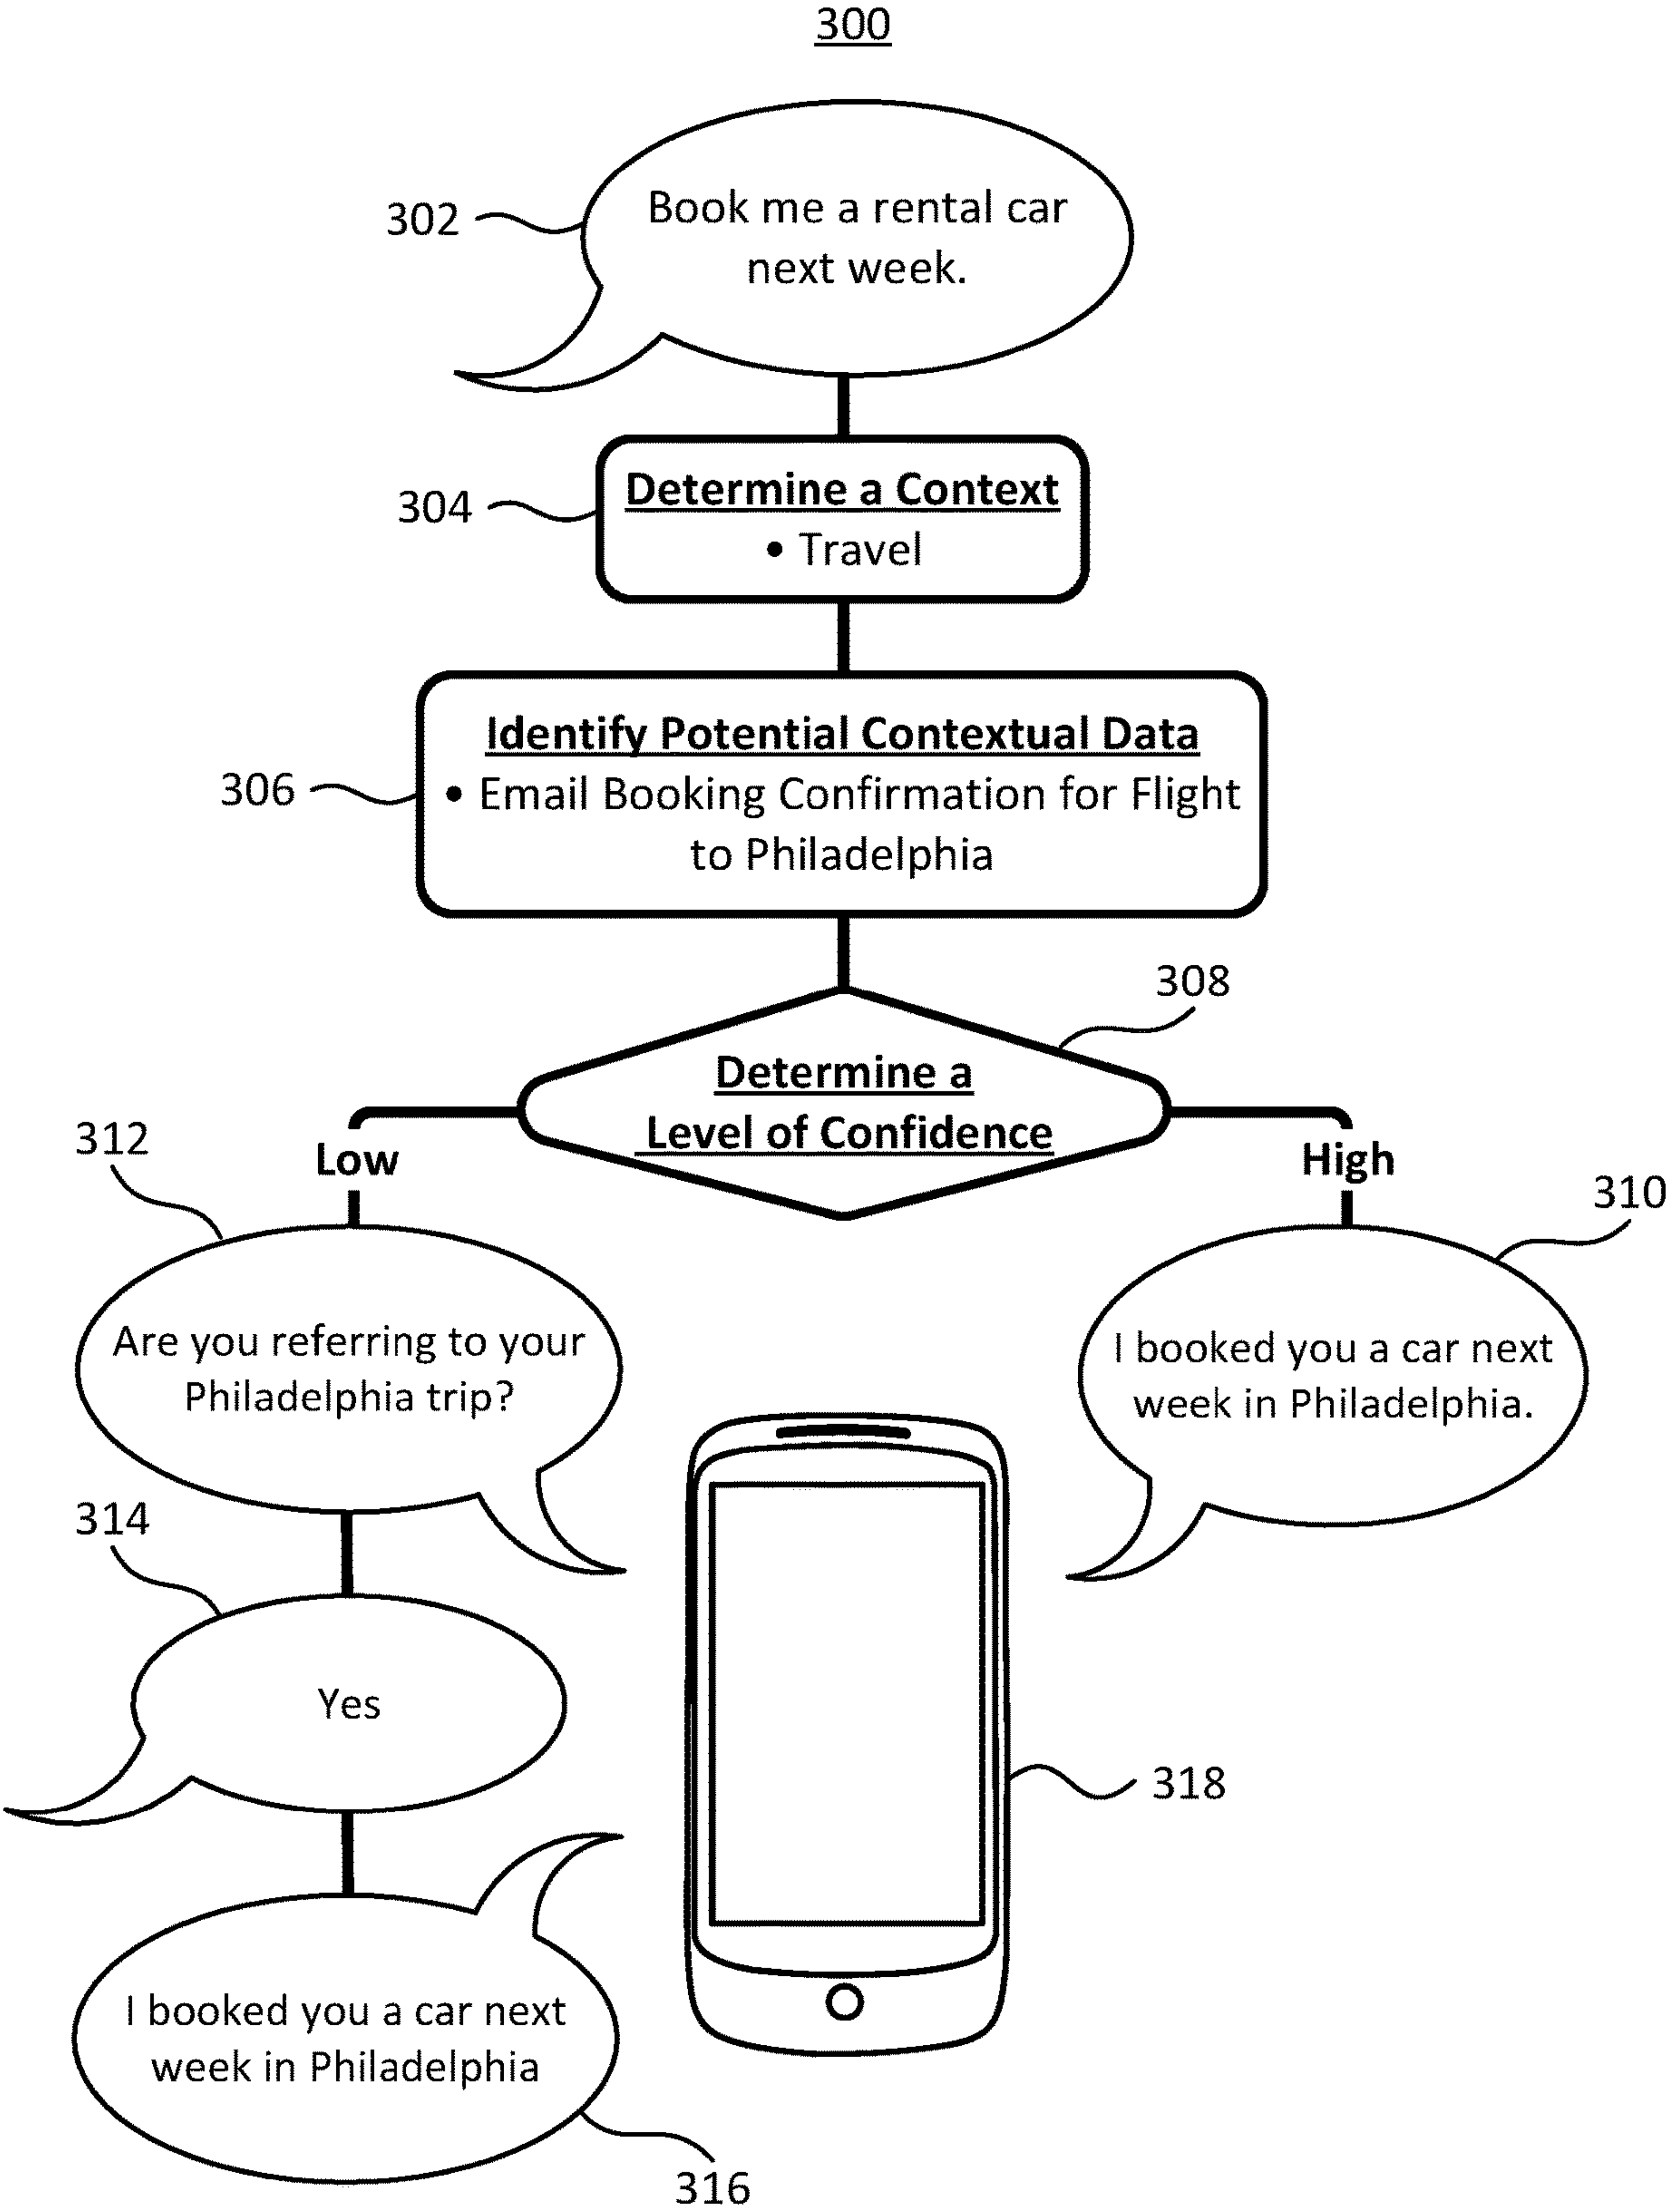 300
302
Book me a rental car
next week.
304
Determine a Context
• Travel
306
Identify Potential Contextual Data
• Email Booking Confirmation for Flight
to Philadelphia
308
Determine a
Level of Confidence
312
Low
High
310
Are you referring to your
Philadelphia trip?
I booked you a car next
week in Philadelphia.
314
Yes
318
I booked you a car next
week in Philadelphia
316